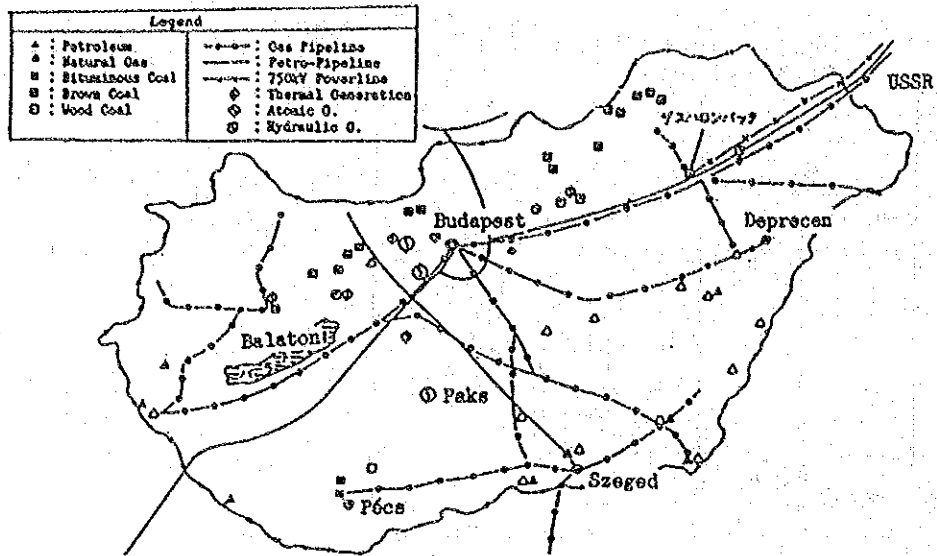 Legend
: Petroleum
: Natural Gas
: Bituminous Coal
: Brown Coal
: Wood Coal
: Gas Pipeline
: Petro-Pipeline
: 750kV Powerline
: Thermal Generation
: Atomic G.
: Hydraulic G.
USSR
Budapest
Deprecen
Balaton
Paks
Szeged
Pécs